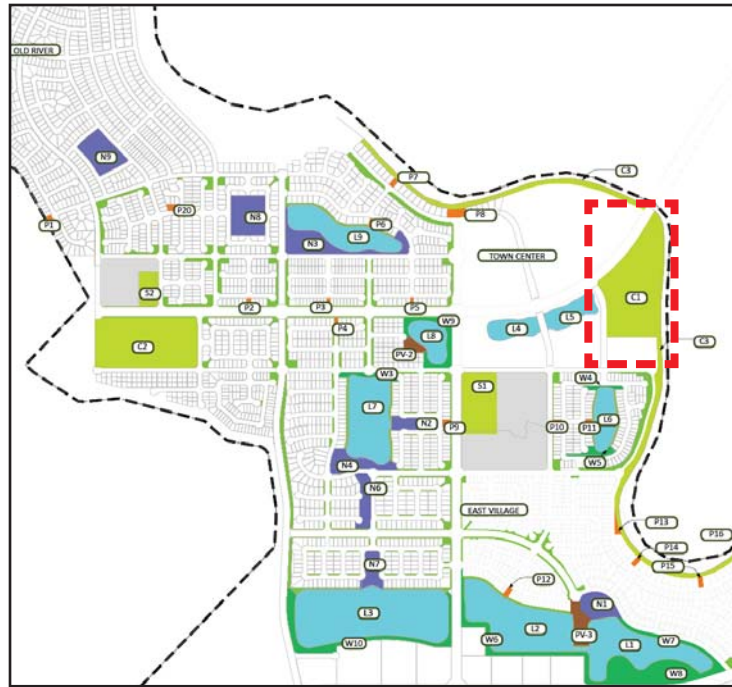 OLD RIVER
N9
P7
C3
P1
P20
N8
P6
P8
N3
L9
TOWN CENTER
S2
C1
P2
P3
P5
L5
P4
W9
L4
C2
L8
PV-2
C3
W3
S1
W4
L7
N2
P9
P10
P11
L6
W5
N4
N6
EAST VILLAGE
P13
P16
P14
P15
N7
P12
N1
L3
L2
PV-3
W10
W6
L1
W7
W8